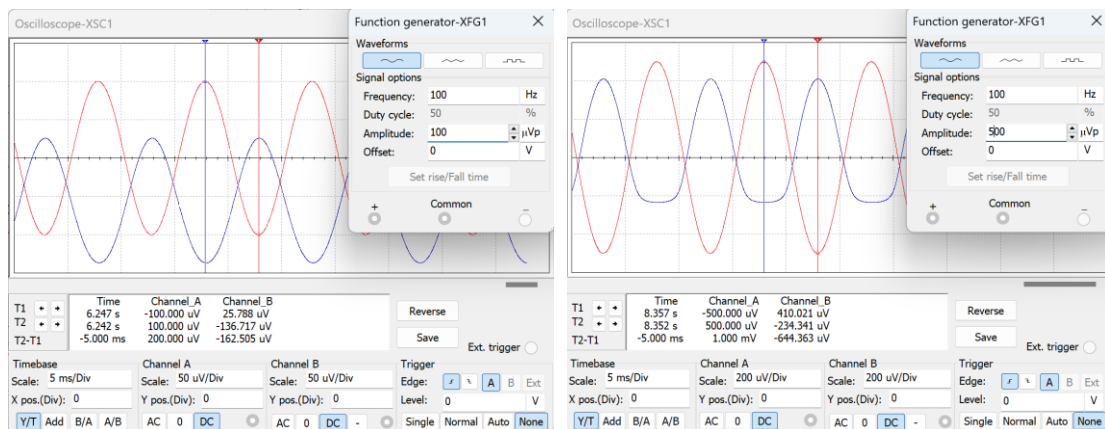 Oscilloscope-XSC1
Function generator-XFG1
Waveforms
Signal options
Frequency: 100 Hz
Duty cycle: 50 %
Amplitude: 100 μVp
Offset: 0 V
Set rise/Fall time
+ Common −
Time Channel_A Channel_B
T1 6.247 s -100.000 uV 25.788 uV
T2 6.242 s 100.000 uV -136.717 uV
T2-T1 -5.000 ms 200.000 uV -162.505 uV
Reverse
Save
Ext. trigger
Timebase Channel A Channel B Trigger
Scale: 5 ms/Div Scale: 50 uV/Div Scale: 50 uV/Div Edge: A B Ext
X pos.(Div): 0 Y pos.(Div): 0 Y pos.(Div): 0 Level: 0 V
Y/T Add B/A A/B AC 0 DC AC 0 DC - Single Normal Auto None
Oscilloscope-XSC1
Function generator-XFG1
Waveforms
Signal options
Frequency: 100 Hz
Duty cycle: 50 %
Amplitude: 500 μVp
Offset: 0 V
Set rise/Fall time
+ Common −
Time Channel_A Channel_B
T1 8.357 s -500.000 uV 410.021 uV
T2 8.352 s 500.000 uV -234.341 uV
T2-T1 -5.000 ms 1.000 mV -644.363 uV
Reverse
Save
Ext. trigger
Timebase Channel A Channel B Trigger
Scale: 5 ms/Div Scale: 200 uV/Div Scale: 200 uV/Div Edge: A B Ext
X pos.(Div): 0 Y pos.(Div): 0 Y pos.(Div): 0 Level: 0 V
Y/T Add B/A A/B AC 0 DC AC 0 DC - Single Normal Auto None